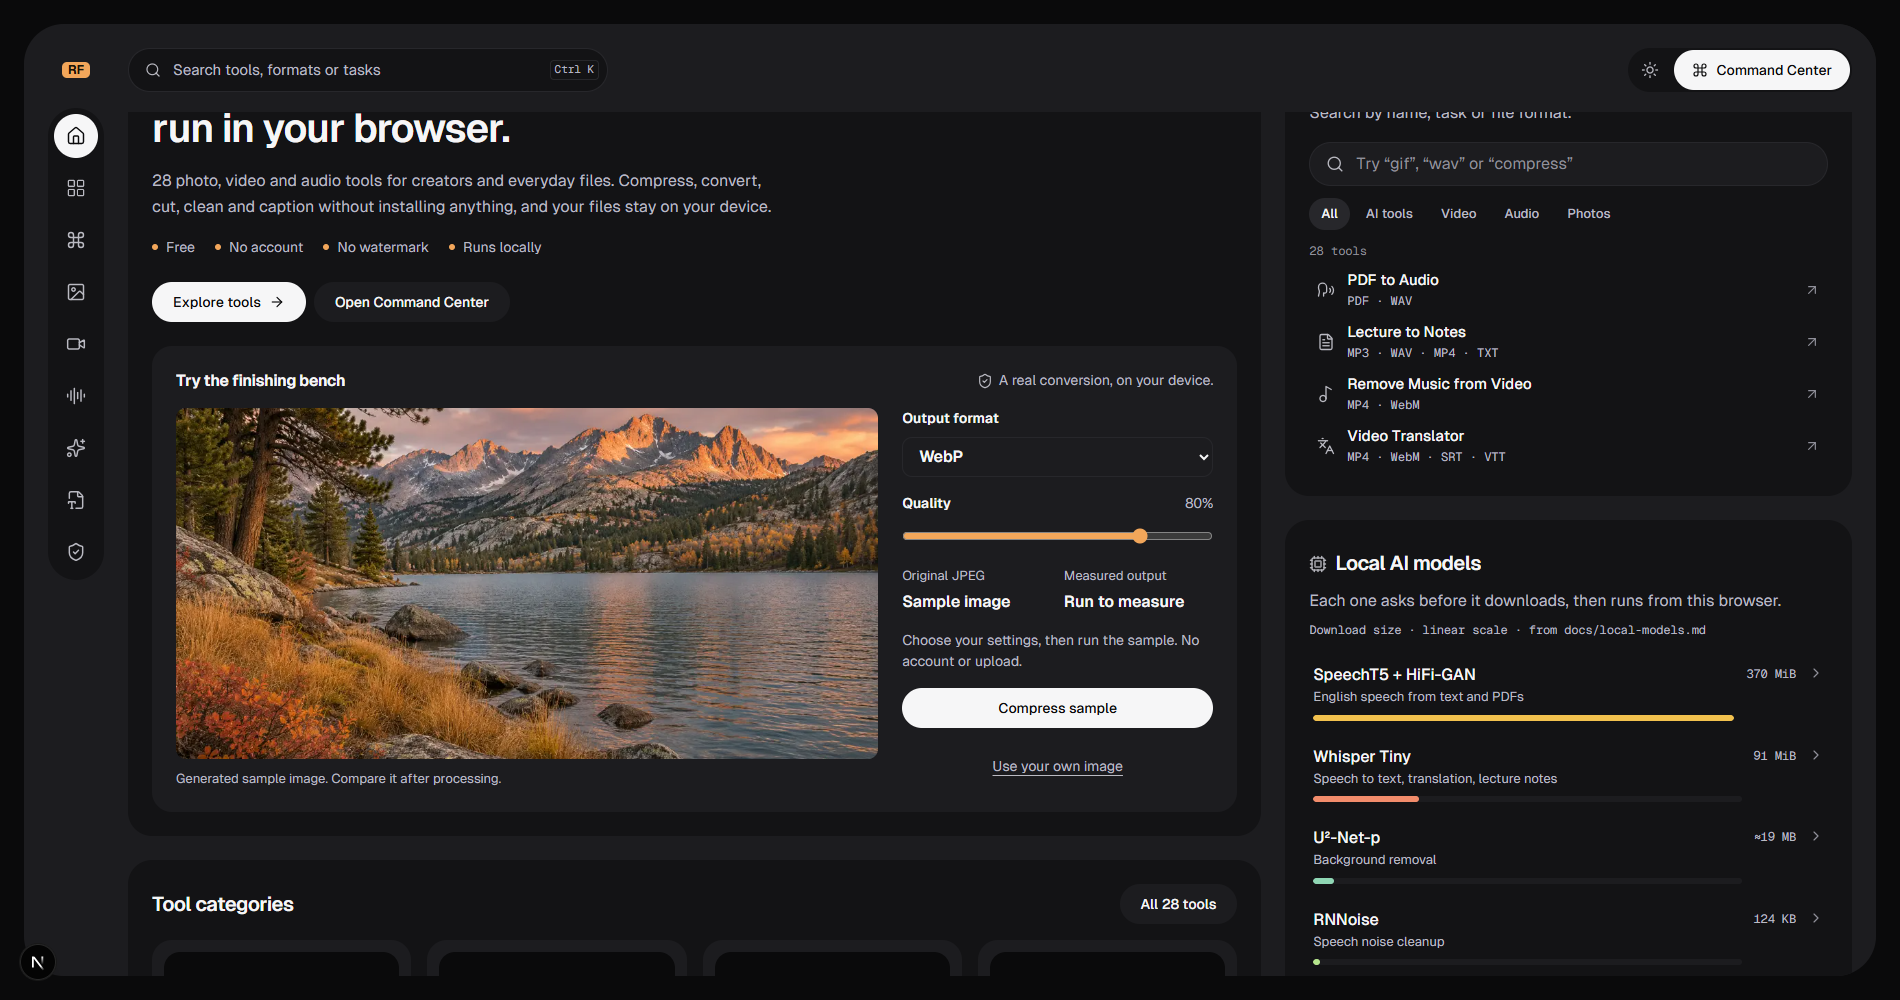 RF
Search tools, formats or tasks
Ctrl K
Command Center
run in your browser.
28 photo, video and audio tools for creators and everyday files. Compress, convert,
cut, clean and caption without installing anything, and your files stay on your device.
Free
No account
No watermark
Runs locally
Explore tools
Open Command Center
Try the finishing bench
A real conversion, on your device.
Output format
WebP
Quality
80%
Original JPEG
Measured output
Sample image
Run to measure
Choose your settings, then run the sample. No
account or upload.
Compress sample
Use your own image
Generated sample image. Compare it after processing.
Tool categories
All 28 tools
Search by name, task or file format.
Try “gif”, “wav” or “compress”
All
AI tools
Video
Audio
Photos
28 tools
PDF to Audio
PDF · WAV
Lecture to Notes
MP3 · WAV · MP4 · TXT
Remove Music from Video
MP4 · WebM
Video Translator
MP4 · WebM · SRT · VTT
Local AI models
Each one asks before it downloads, then runs from this browser.
Download size · linear scale · from docs/local-models.md
SpeechT5 + HiFi-GAN
370 MiB
English speech from text and PDFs
Whisper Tiny
91 MiB
Speech to text, translation, lecture notes
U²-Net-p
≈19 MB
Background removal
RNNoise
124 KB
Speech noise cleanup
N